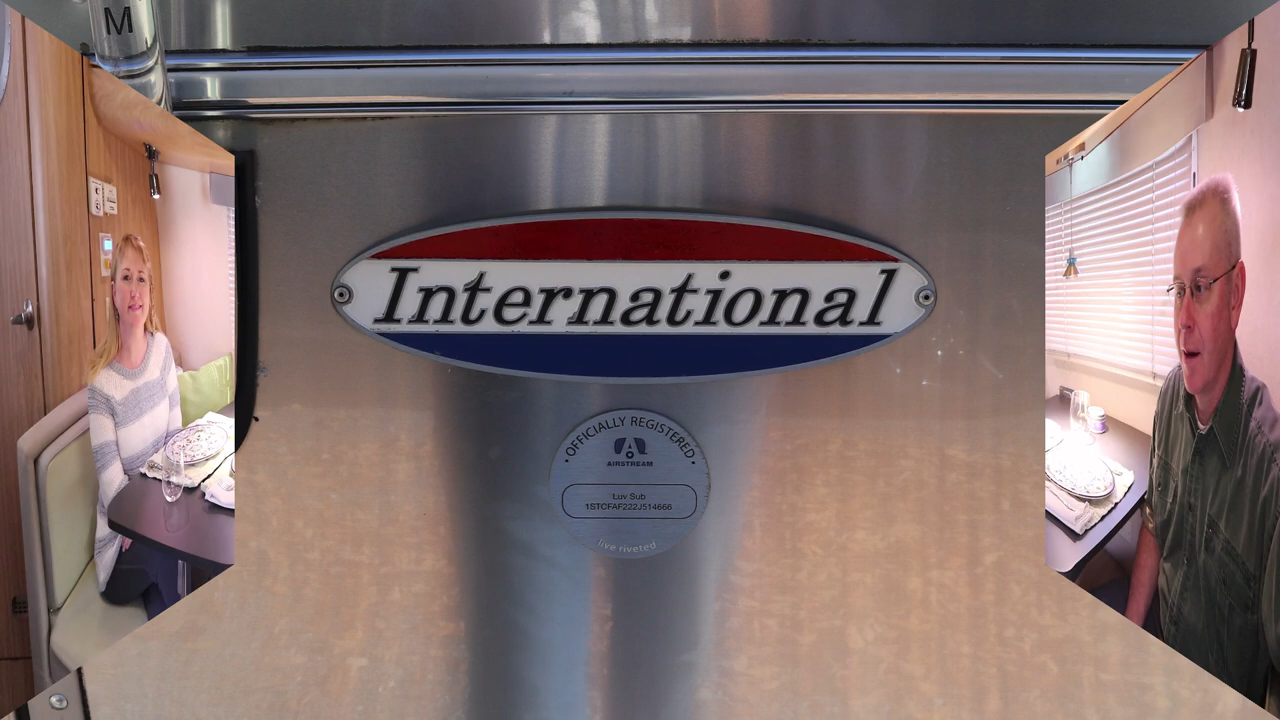 M
International
OFFICIALLY REGISTERED
AIRSTREAM
Luv Sub
1STCFAF222J514666
live riveted